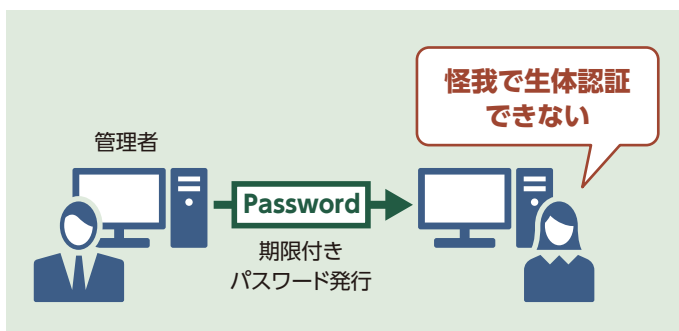 怪我で生体認証
できない
管理者
Password
期限付き
パスワード発行